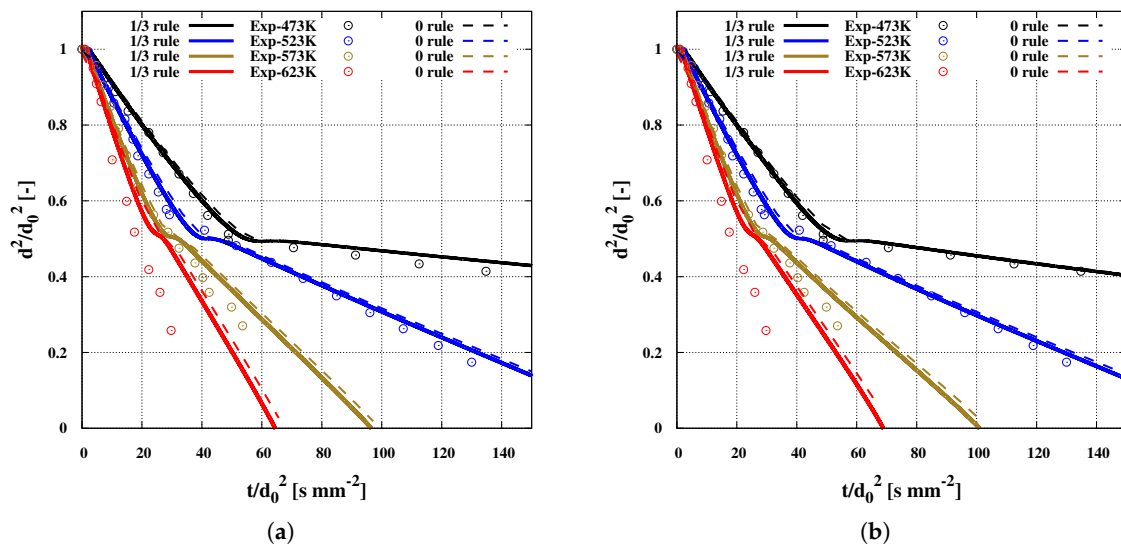 1/3 rule Exp-473K 0 rule
1/3 rule Exp-523K 0 rule
1/3 rule Exp-573K 0 rule
1/3 rule Exp-623K 0 rule
1
0.8
0.6
0.4
0.2
0
d²/d₀² [-]
0 20 40 60 80 100 120 140
t/d₀² [s mm⁻²]
(a)
1/3 rule Exp-473K 0 rule
1/3 rule Exp-523K 0 rule
1/3 rule Exp-573K 0 rule
1/3 rule Exp-623K 0 rule
1
0.8
0.6
0.4
0.2
0
d²/d₀² [-]
0 20 40 60 80 100 120 140
t/d₀² [s mm⁻²]
(b)